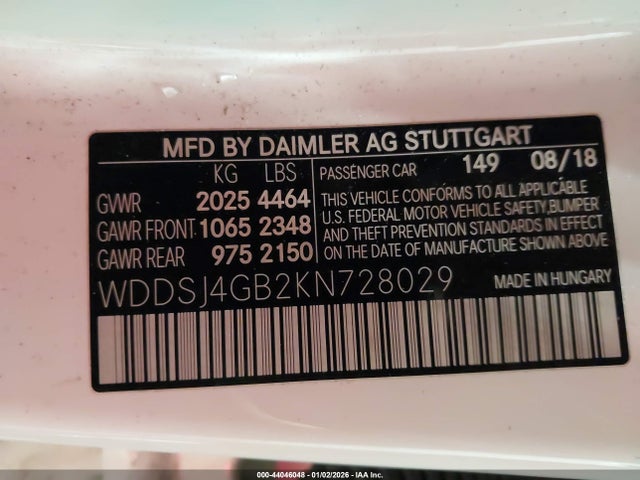 MFD BY DAIMLER AG STUTTGART
KG LBS
GVWR 2025 4464
GAWR FRONT 1065 2348
GAWR REAR 975 2150
PASSENGER CAR 149 08/18
THIS VEHICLE CONFORMS TO ALL APPLICABLE
U.S. FEDERAL MOTOR VEHICLE SAFETY,BUMPER
AND THEFT PREVENTION STANDARDS IN EFFECT
ON THE DATE OF MANUFACTURE SHOWN ABOVE
WDDSJ4GB2KN728029 MADE IN HUNGARY
000-44046048 - 01/02/2026 - IAA Inc.